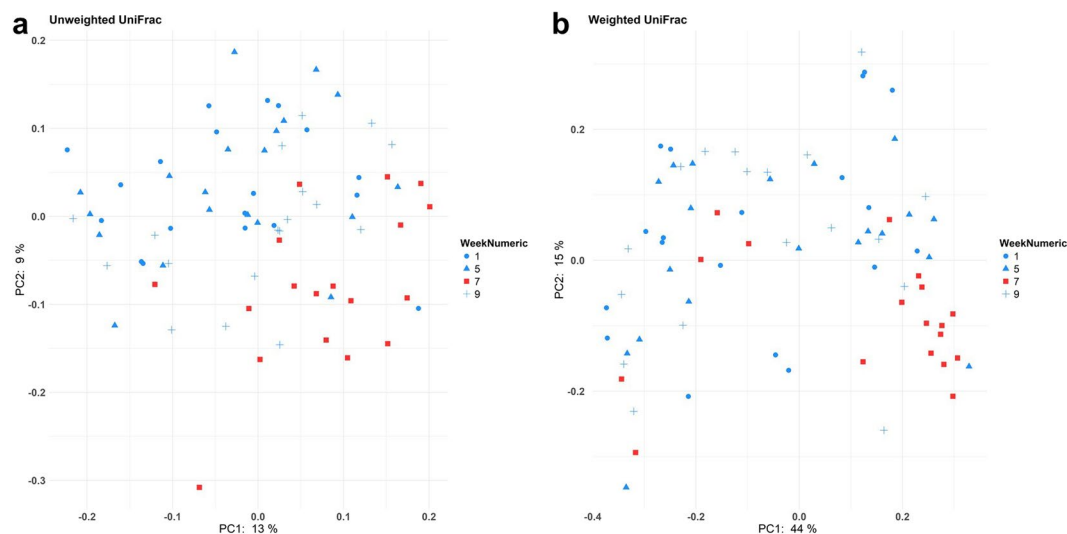 a Unweighted UniFrac
0.2
0.1
0.0
-0.1
-0.2
-0.3
PC2: 9 %
-0.2 -0.1 0.0 0.1 0.2
PC1: 13 %
WeekNumeric
1
5
7
9
b Weighted UniFrac
0.2
0.0
-0.2
PC2: 15 %
-0.4 -0.2 0.0 0.2
PC1: 44 %
WeekNumeric
1
5
7
9